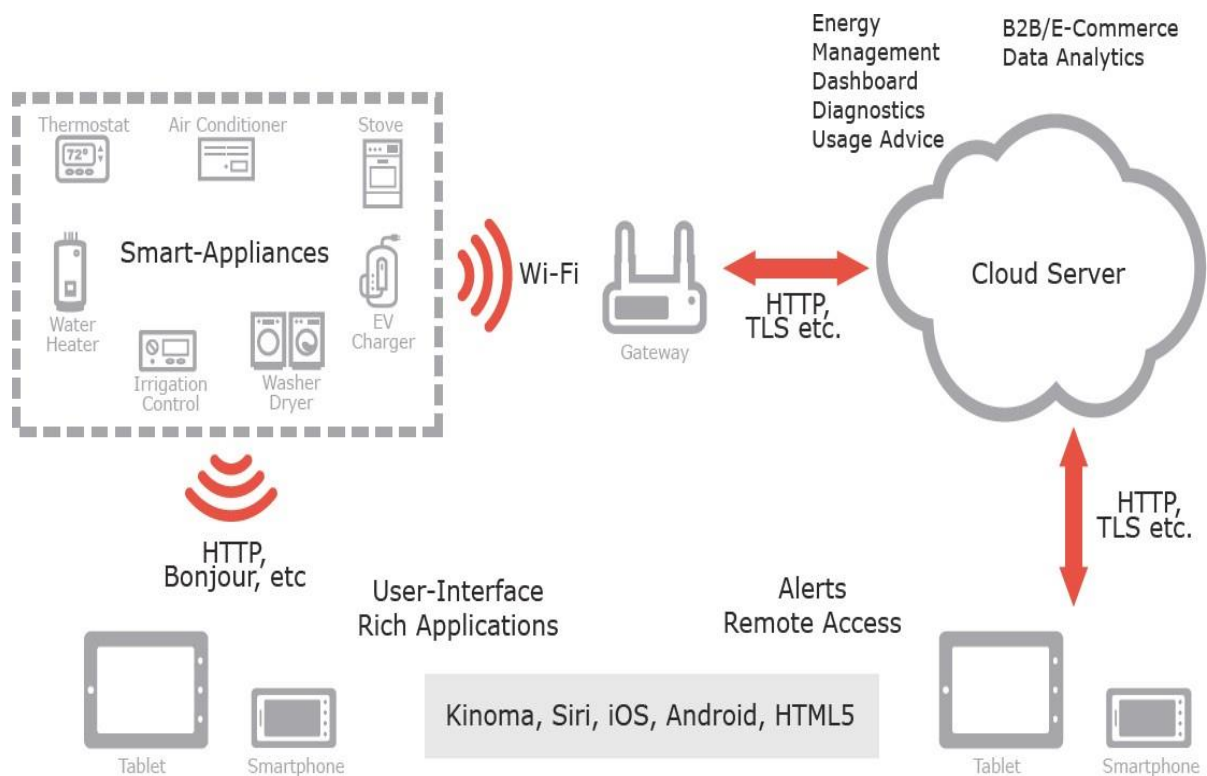 Energy
Management
Dashboard
Diagnostics
Usage Advice
B2B/E-Commerce
Data Analytics
Thermostat
Air Conditioner
Stove
72°
Smart-Appliances
Water
Heater
EV
Charger
Irrigation
Control
Washer
Dryer
Wi-Fi
Gateway
HTTP,
TLS etc.
Cloud Server
HTTP,
TLS etc.
HTTP,
Bonjour, etc
User-Interface
Rich Applications
Alerts
Remote Access
Kinoma, Siri, iOS, Android, HTML5
Tablet
Smartphone
Tablet
Smartphone